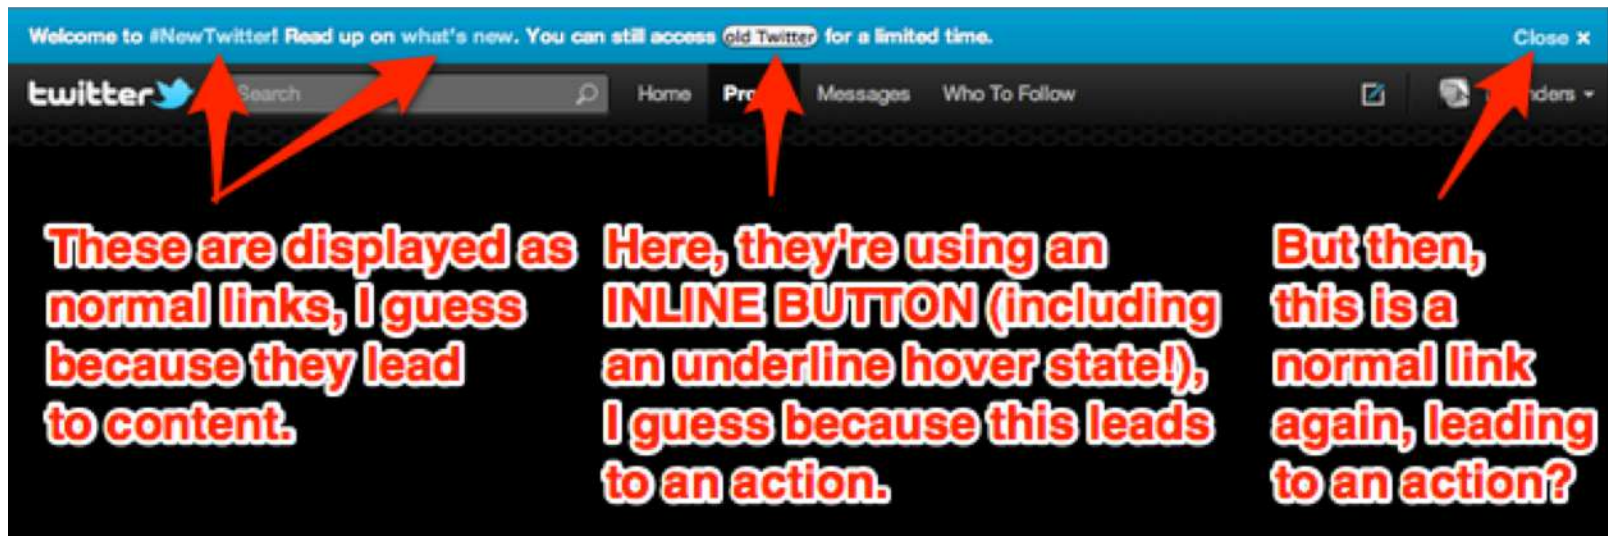 Welcome to #NewTwitter! Read up on what's new. You can still access old Twitter for a limited time.
Close ×
twitter
Search
Home
Messages
Who To Follow
These are displayed as
normal links, I guess
because they lead
to content.
Here, they're using an
INLINE BUTTON (including
an underline hover state!),
I guess because this leads
to an action.
But then,
this is a
normal link
again, leading
to an action?